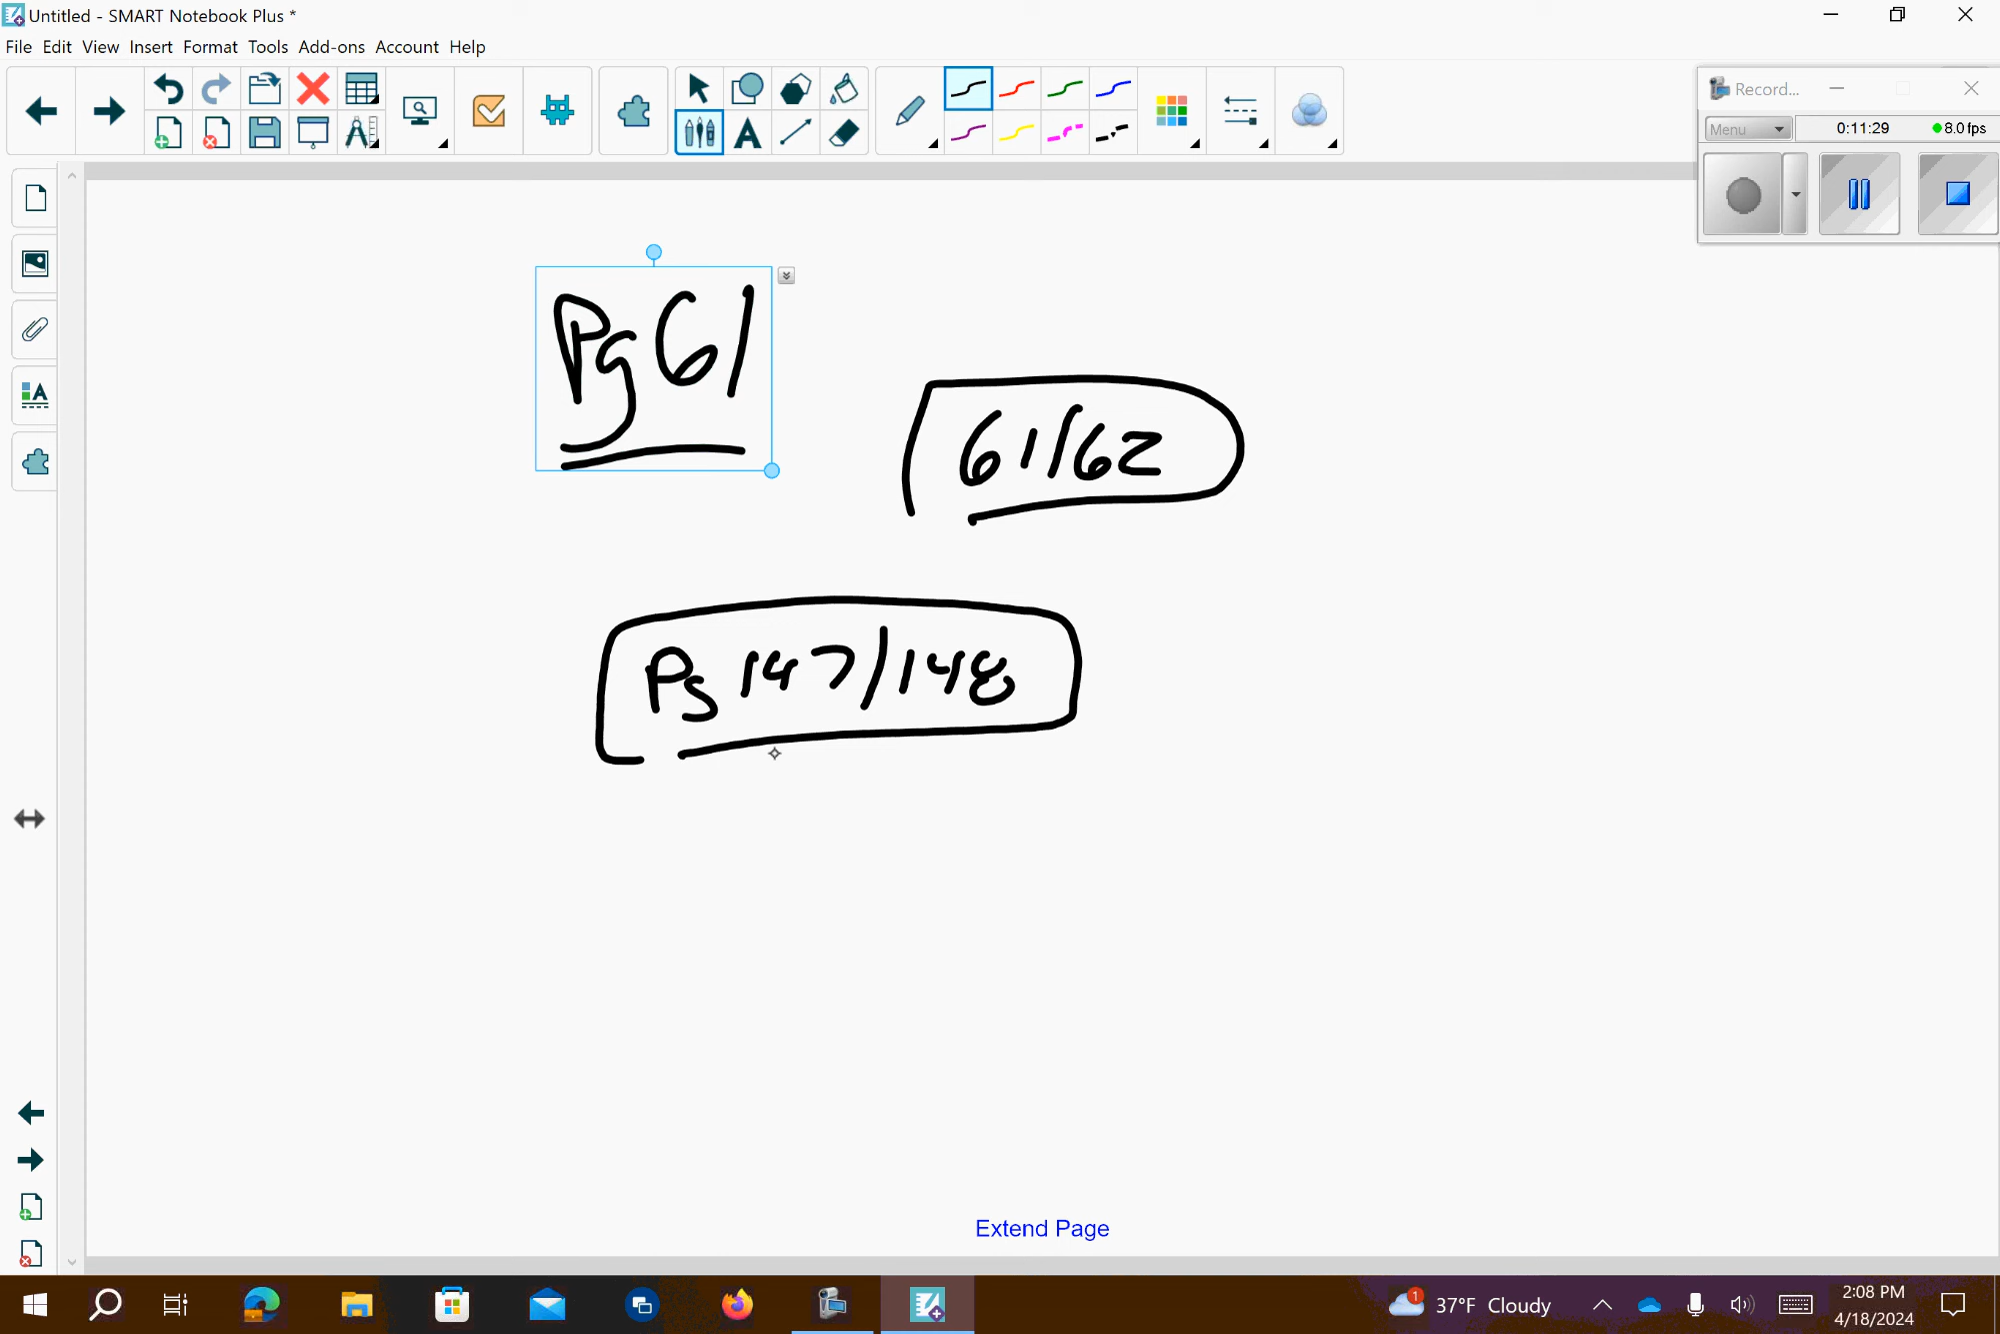 Untitled - SMART Notebook Plus *
File Edit View Insert Format Tools Add-ons Account Help
Record...
Menu 0:11:29 8.0 fps
Pg 61
61/62
Pg 147/148
Extend Page
1 37°F Cloudy
2:08 PM
4/18/2024